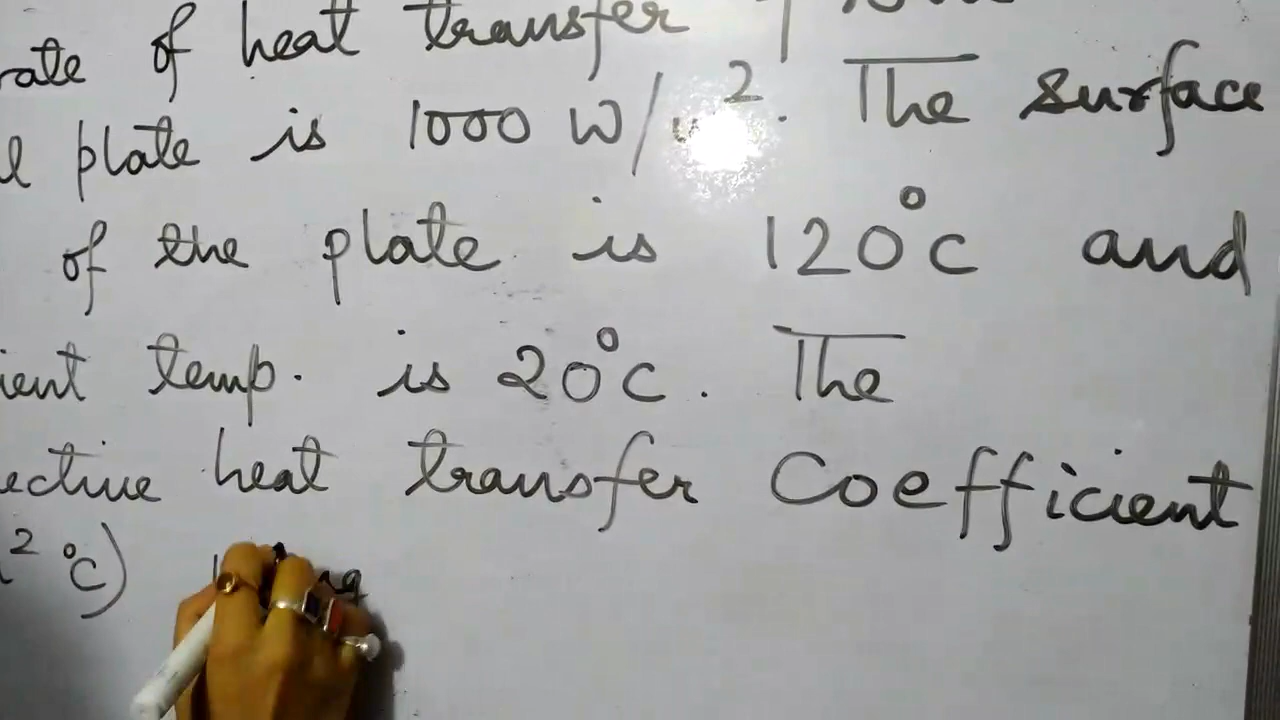 rate of heat transfer
plate is 1000 W/m². The surface
of the plate is 120°C and
ient temp. is 20°C. The
ective heat transfer Coefficient
² °C)